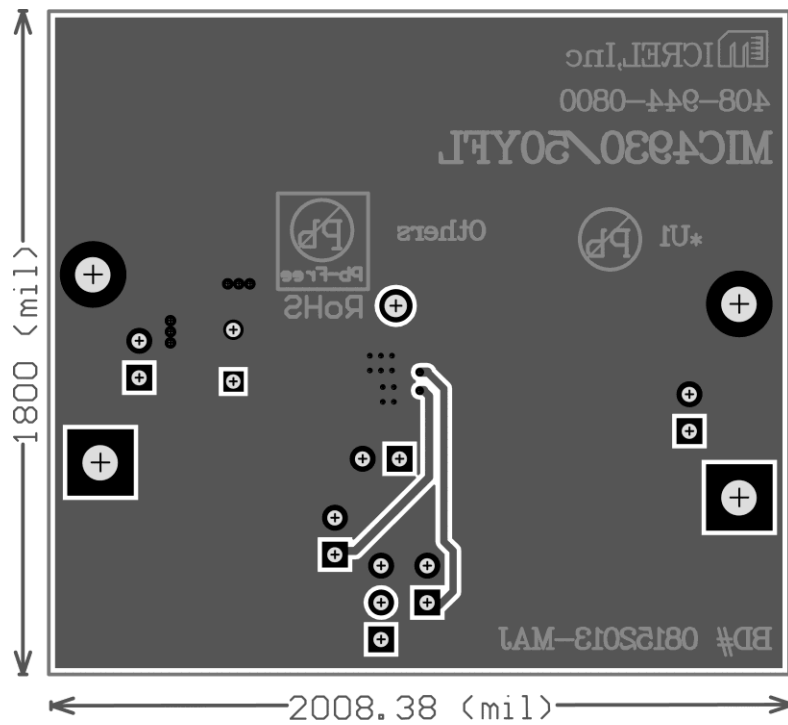 MICREL,Inc
408-944-0800
MIC4930/50YFL
Pb
Pb-Free
RoHS
Others
Pb
*U1
1800 (mil)
BD# 08152013-MAJ
2008.38 (mil)